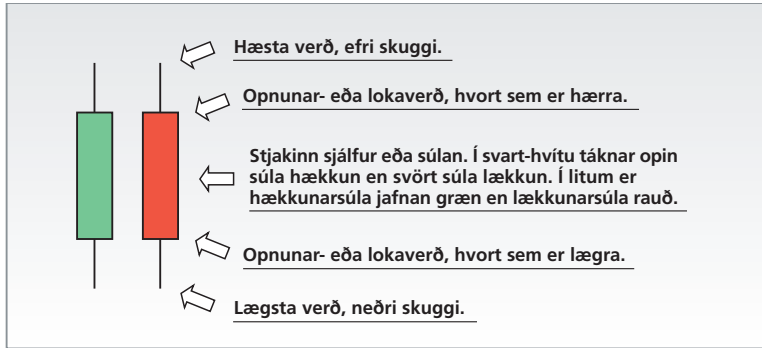 Hæsta verð, efri skuggi.
Opnunar- eða lokaverð, hvort sem er hærra.
Stjakinn sjálfur eða súlan. Í svart-hvítu táknar opin
súla hækkun en svört súla lækkun. Í litum er
hækkunarsúla jafnan græn en lækkunarsúla rauð.
Opnunar- eða lokaverð, hvort sem er lægra.
Lægsta verð, neðri skuggi.